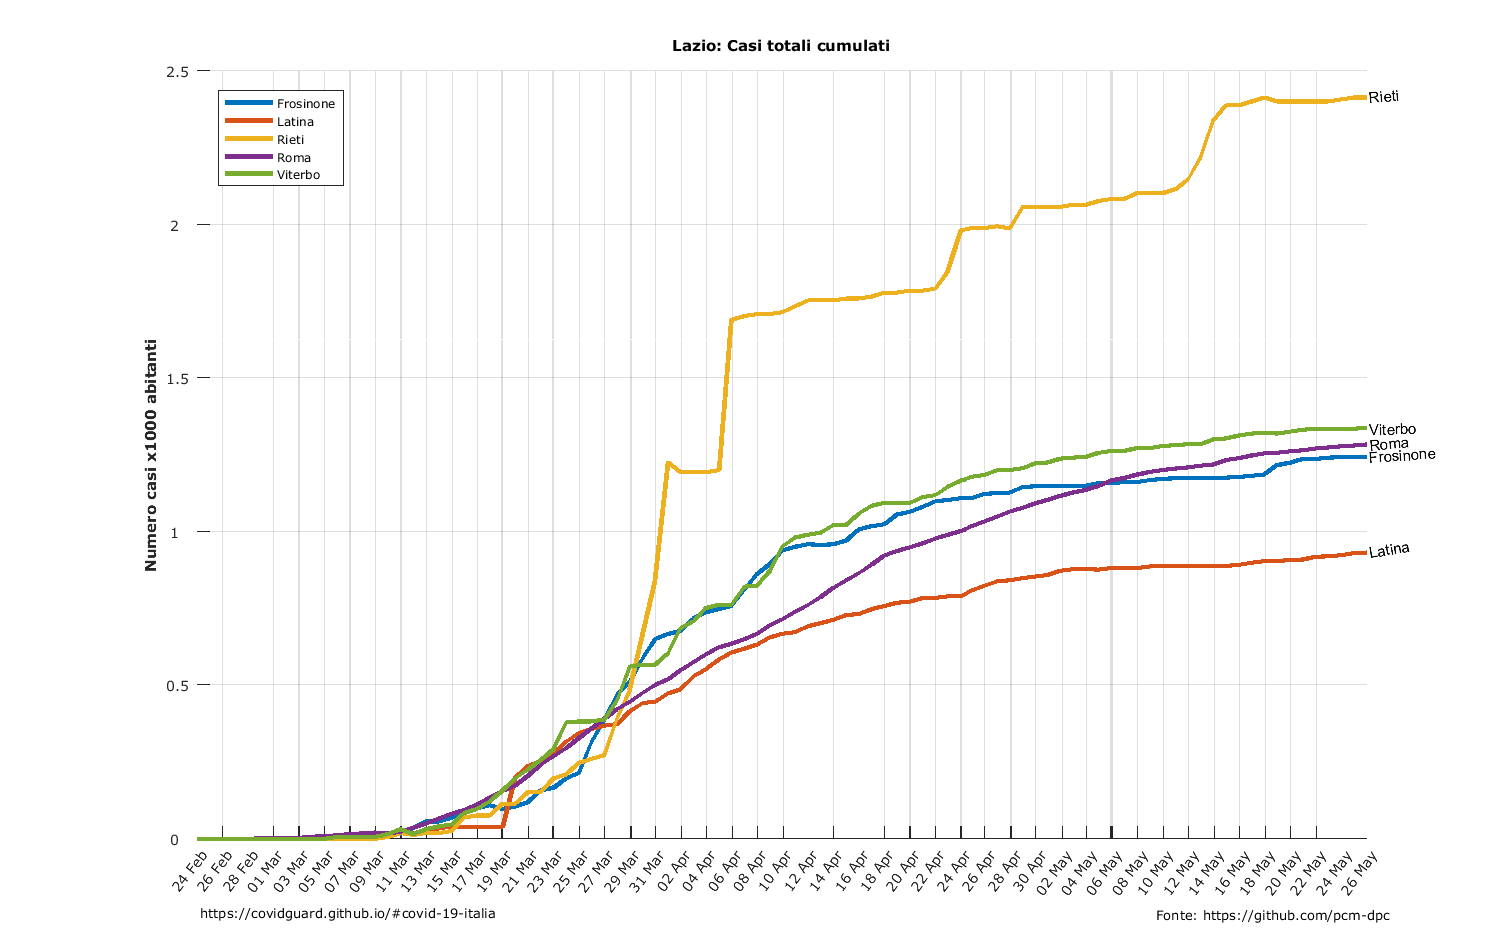 Lazio: Casi totali cumulati
Numero casi x1000 abitanti
2.5
2
1.5
1
0.5
0
Frosinone
Latina
Rieti
Roma
Viterbo
Rieti
Viterbo
Roma
Frosinone
Latina
24 Feb
26 Feb
28 Feb
01 Mar
03 Mar
05 Mar
07 Mar
09 Mar
11 Mar
13 Mar
15 Mar
17 Mar
19 Mar
21 Mar
23 Mar
25 Mar
27 Mar
29 Mar
31 Mar
02 Apr
04 Apr
06 Apr
08 Apr
10 Apr
12 Apr
14 Apr
16 Apr
18 Apr
20 Apr
22 Apr
24 Apr
26 Apr
28 Apr
30 Apr
02 May
04 May
06 May
08 May
10 May
12 May
14 May
16 May
18 May
20 May
22 May
24 May
26 May
https://covidguard.github.io/#covid-19-italia
Fonte: https://github.com/pcm-dpc